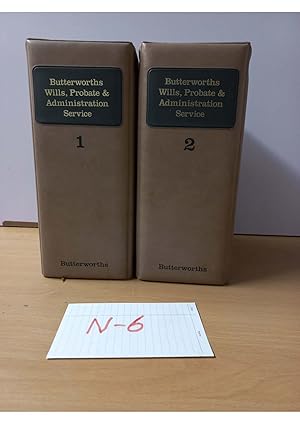 Butterworths
Wills, Probate &
Administration
Service
1
Butterworths
Butterworths
Wills, Probate &
Administration
Service
2
Butterworths
N-6